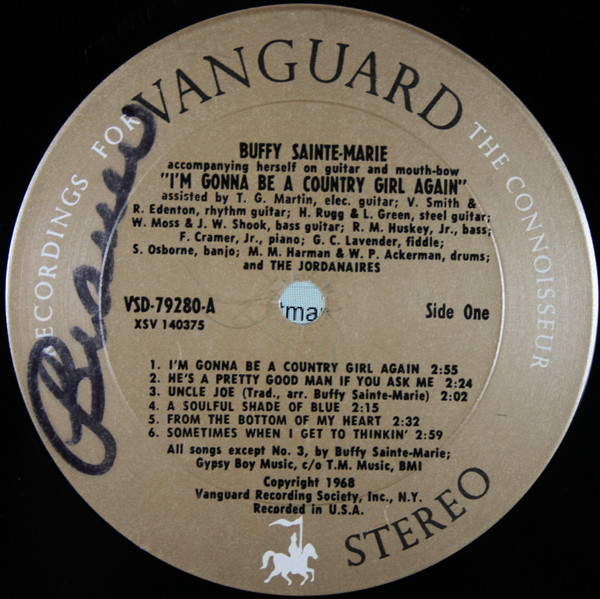 VANGUARD
RECORDINGS FOR THE CONNOISSEUR
BUFFY SAINTE-MARIE
accompanying herself on guitar and mouth-bow
"I'M GONNA BE A COUNTRY GIRL AGAIN"
assisted by T. G. Martin, elec. guitar; V. Smith &
R. Edenton, rhythm guitar; H. Rugg & L. Green, steel guitar;
W. Moss & J. W. Shook, bass guitar; R. M. Huskey, Jr., bass;
F. Cramer, Jr., piano; G. C. Lavender, fiddle;
S. Osborne, banjo; M. M. Harman & W. P. Ackerman, drums;
and THE JORDANAIRES
VSD-79280-A
XSV 140375
Side One
1. I'M GONNA BE A COUNTRY GIRL AGAIN 2:55
2. HE'S A PRETTY GOOD MAN IF YOU ASK ME 2:24
3. UNCLE JOE (Trad., arr. Buffy Sainte-Marie) 2:02
4. A SOULFUL SHADE OF BLUE 2:15
5. FROM THE BOTTOM OF MY HEART 2:32
6. SOMETIMES WHEN I GET TO THINKIN' 2:59
All songs except No. 3, by Buffy Sainte-Marie;
Gypsy Boy Music, c/o T.M. Music, BMI
Copyright 1968
Vanguard Recording Society, Inc., N.Y.
Recorded in U.S.A.
STEREO